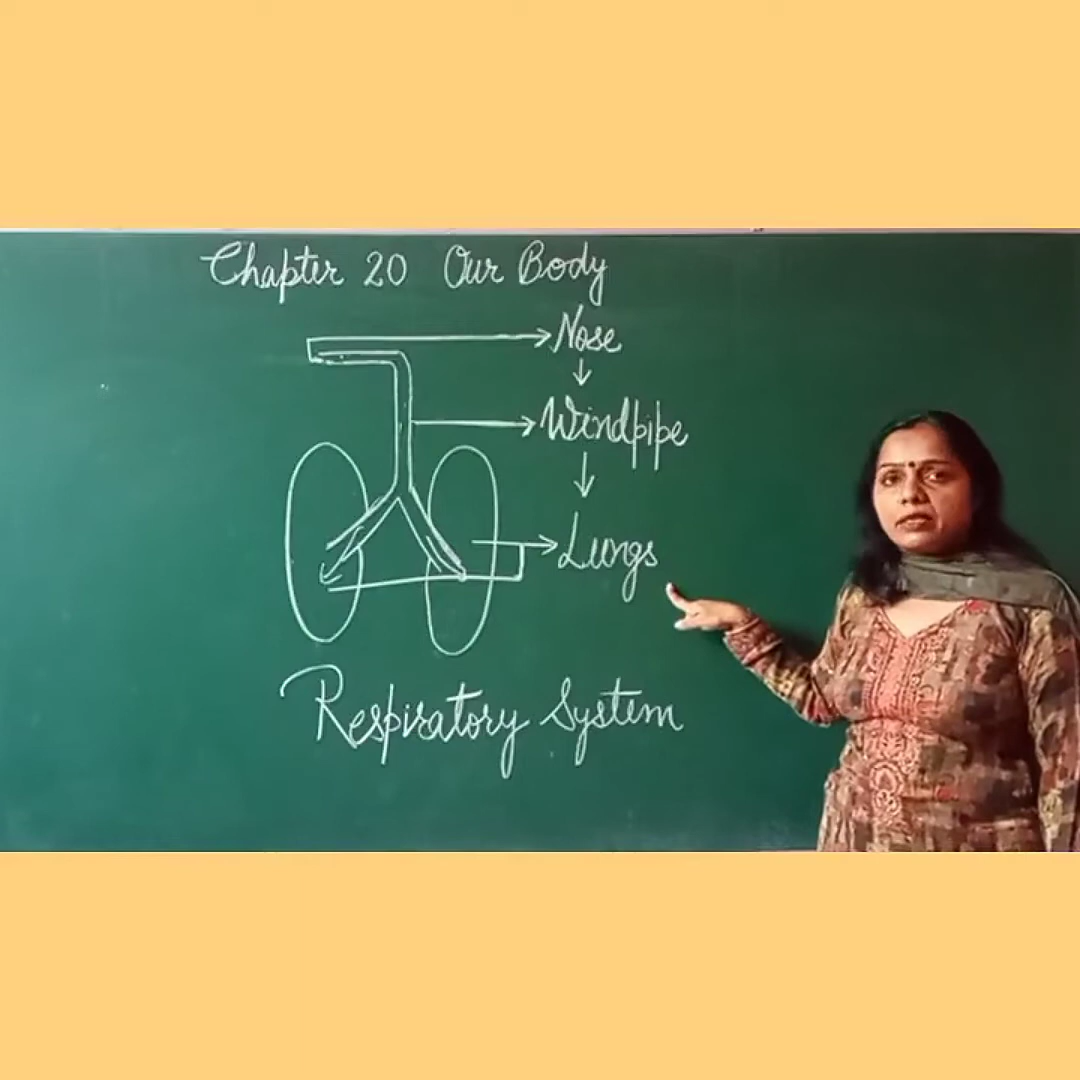 Chapter 20 Our Body
Nose
Windpipe
Lungs
Respiratory System